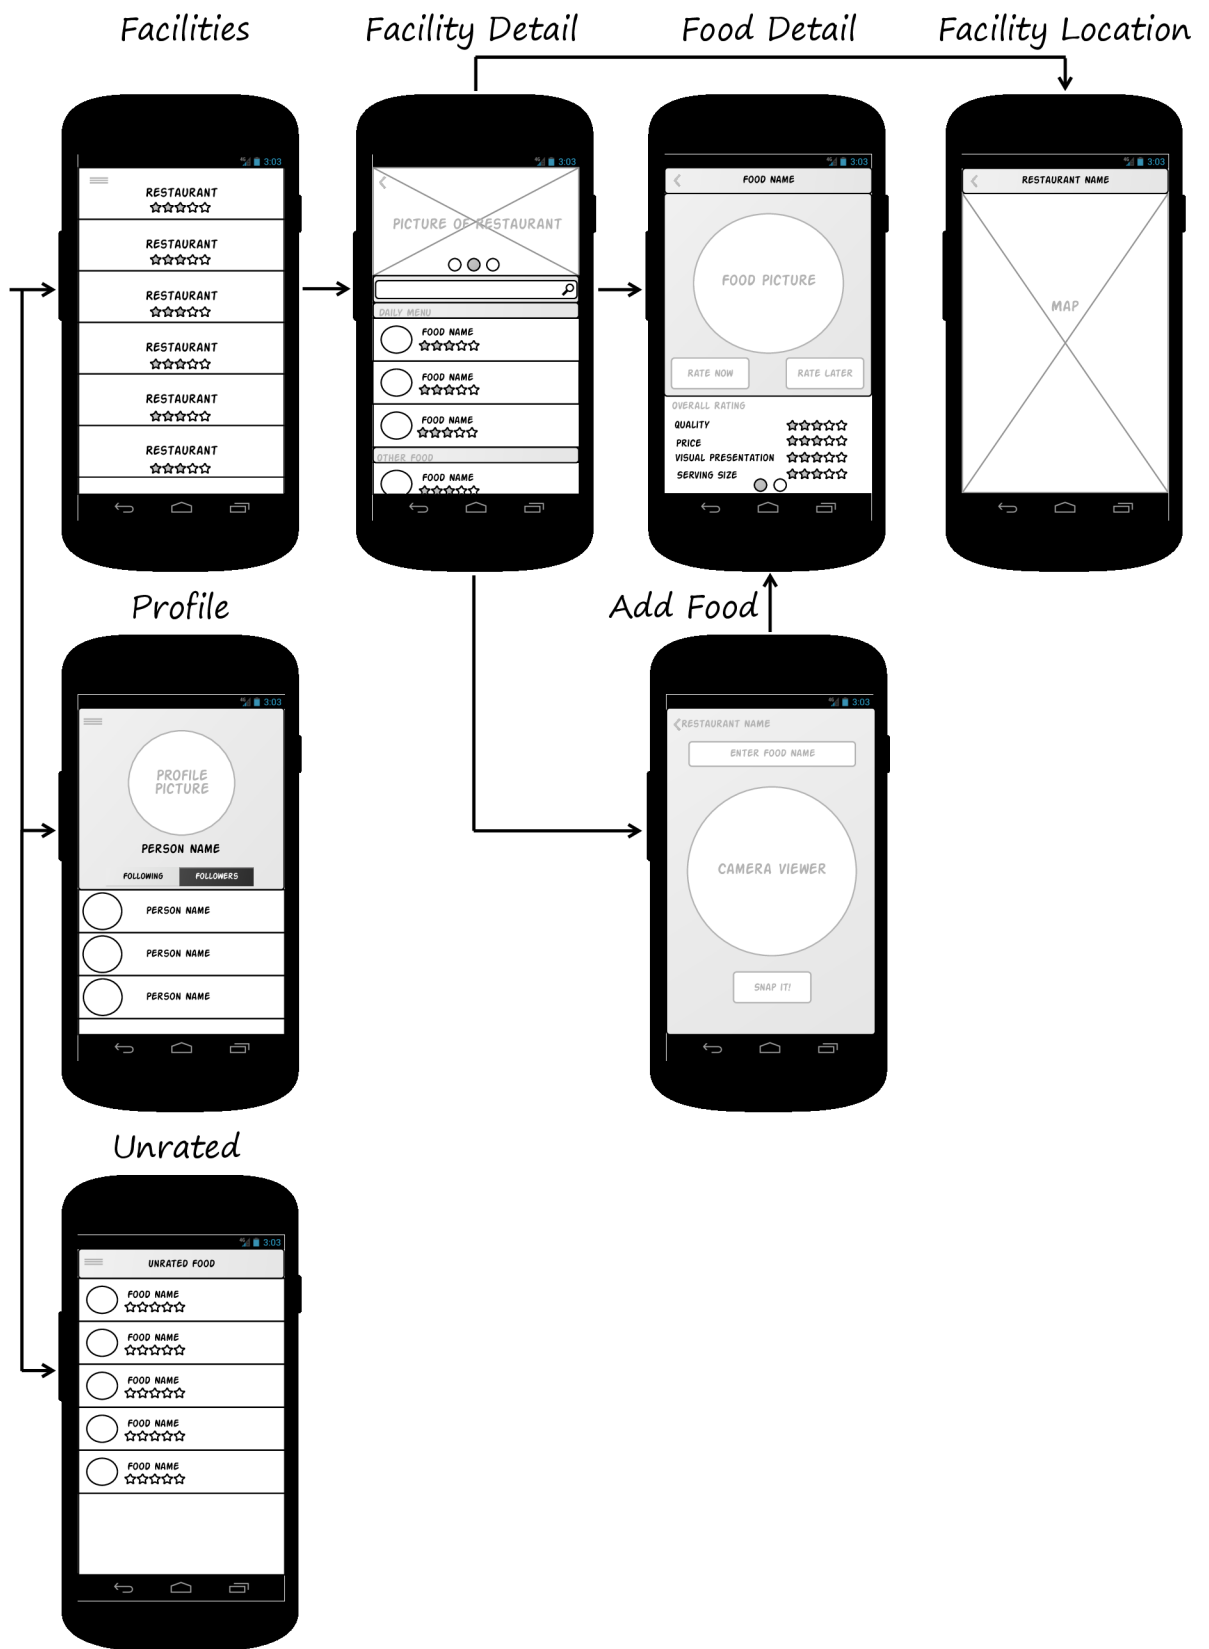 Facilities
Facility Detail
Food Detail
Facility Location
3:03
RESTAURANT
RESTAURANT
RESTAURANT
RESTAURANT
RESTAURANT
RESTAURANT
3:03
PICTURE OF RESTAURANT
DAILY MENU
FOOD NAME
FOOD NAME
FOOD NAME
OTHER FOOD
FOOD NAME
3:03
FOOD NAME
FOOD PICTURE
RATE NOW
RATE LATER
OVERALL RATING
QUALITY
PRICE
VISUAL PRESENTATION
SERVING SIZE
3:03
RESTAURANT NAME
MAP
Profile
3:03
PROFILE
PICTURE
PERSON NAME
FOLLOWING
FOLLOWERS
PERSON NAME
PERSON NAME
PERSON NAME
Add Food
3:03
RESTAURANT NAME
ENTER FOOD NAME
CAMERA VIEWER
SNAP IT!
Unrated
3:03
UNRATED FOOD
FOOD NAME
FOOD NAME
FOOD NAME
FOOD NAME
FOOD NAME